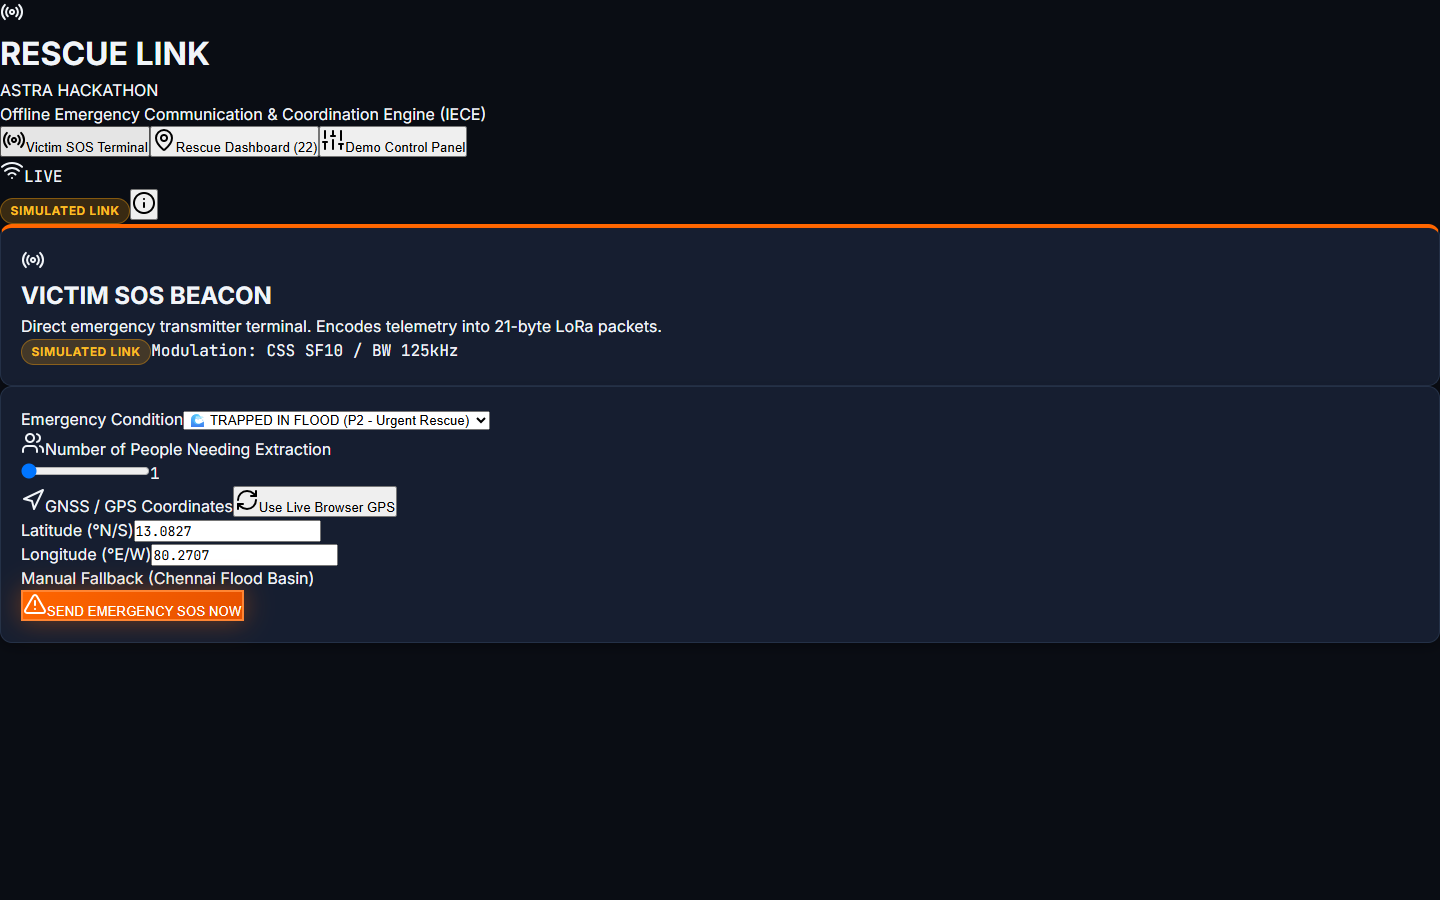 RESCUE LINK
ASTRA HACKATHON
Offline Emergency Communication & Coordination Engine (IECE)
Victim SOS Terminal Rescue Dashboard (22) Demo Control Panel
LIVE
SIMULATED LINK
VICTIM SOS BEACON
Direct emergency transmitter terminal. Encodes telemetry into 21-byte LoRa packets.
SIMULATED LINK Modulation: CSS SF10 / BW 125kHz
Emergency Condition 🌊 TRAPPED IN FLOOD (P2 - Urgent Rescue)
Number of People Needing Extraction
1
GNSS / GPS Coordinates Use Live Browser GPS
Latitude (°N/S) 13.0827
Longitude (°E/W) 80.2707
Manual Fallback (Chennai Flood Basin)
SEND EMERGENCY SOS NOW